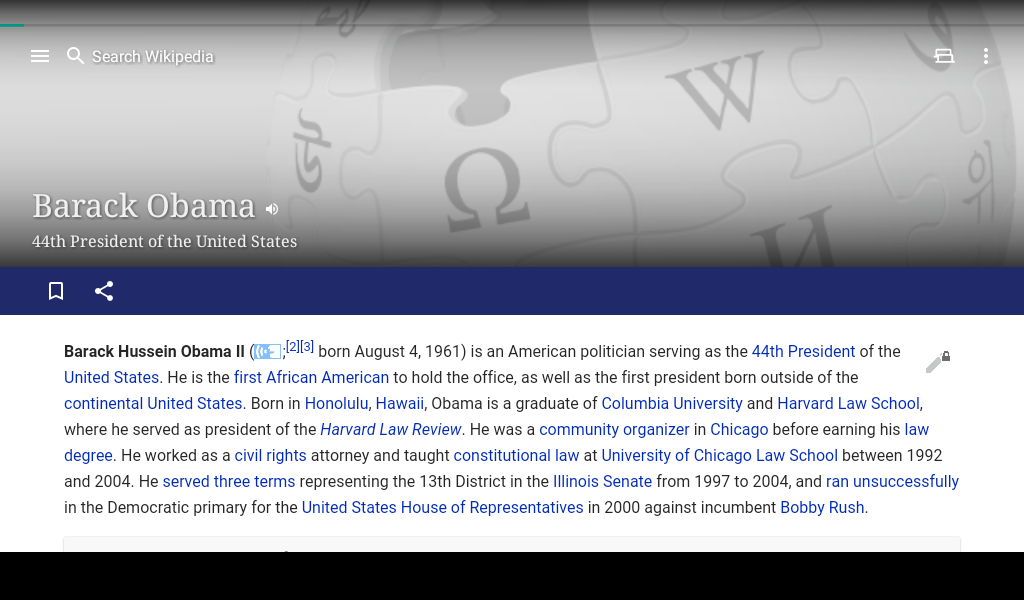 Search Wikipedia
Barack Obama
44th President of the United States
Barack Hussein Obama II (;[2][3] born August 4, 1961) is an American politician serving as the 44th President of the
United States. He is the first African American to hold the office, as well as the first president born outside of the
continental United States. Born in Honolulu, Hawaii, Obama is a graduate of Columbia University and Harvard Law School,
where he served as president of the Harvard Law Review. He was a community organizer in Chicago before earning his law
degree. He worked as a civil rights attorney and taught constitutional law at University of Chicago Law School between 1992
and 2004. He served three terms representing the 13th District in the Illinois Senate from 1997 to 2004, and ran unsuccessfully
in the Democratic primary for the United States House of Representatives in 2000 against incumbent Bobby Rush.